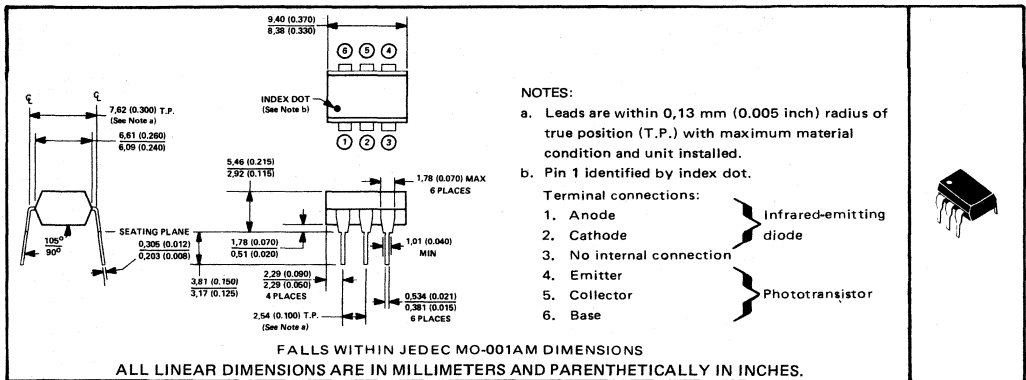 9,40 (0.370)
8,38 (0.330)
6 5 4
INDEX DOT
(See Note b)
1 2 3
℄ ℄
7,62 (0.300) T.P.
(See Note a)
6,61 (0.260)
6,09 (0.240)
5,46 (0.215)
2,92 (0.115)
1,78 (0.070) MAX
6 PLACES
SEATING PLANE
105°
90°
0,305 (0.012)
0,203 (0.008)
1,78 (0.070)
0,51 (0.020)
1,01 (0.040)
MIN
3,81 (0.150)
3,17 (0.125)
2,29 (0.090)
2,29 (0.050)
4 PLACES
0,534 (0.021)
0,381 (0.015)
6 PLACES
2,54 (0.100) T.P.
(See Note a)
NOTES:
a. Leads are within 0,13 mm (0.005 inch) radius of
true position (T.P.) with maximum material
condition and unit installed.
b. Pin 1 identified by index dot.
Terminal connections:
1. Anode
2. Cathode
Infrared-emitting
diode
3. No internal connection
4. Emitter
5. Collector
6. Base
Phototransistor
FALLS WITHIN JEDEC MO-001AM DIMENSIONS
ALL LINEAR DIMENSIONS ARE IN MILLIMETERS AND PARENTHETICALLY IN INCHES.